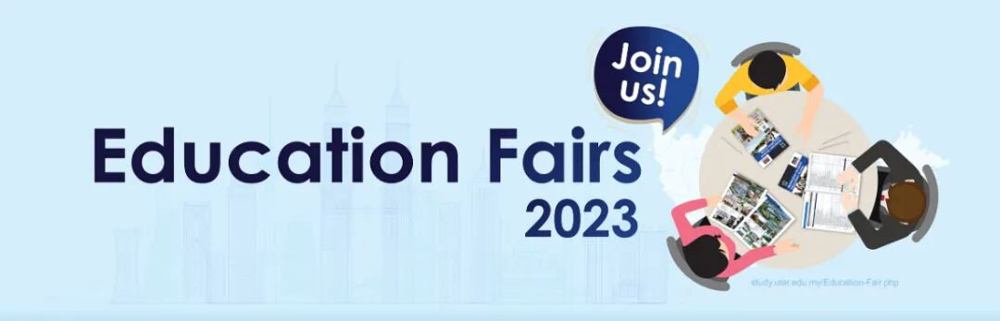 Join
us!
Education Fairs
2023
study.utar.edu.my/Education-Fair.php